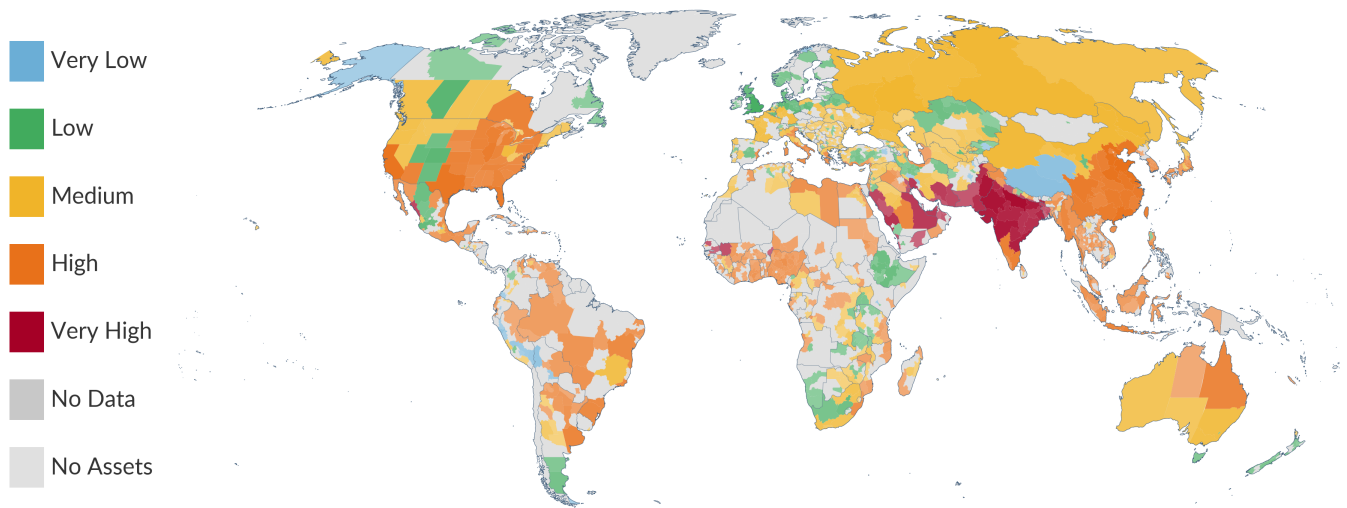 Very Low
Low
Medium
High
Very High
No Data
No Assets